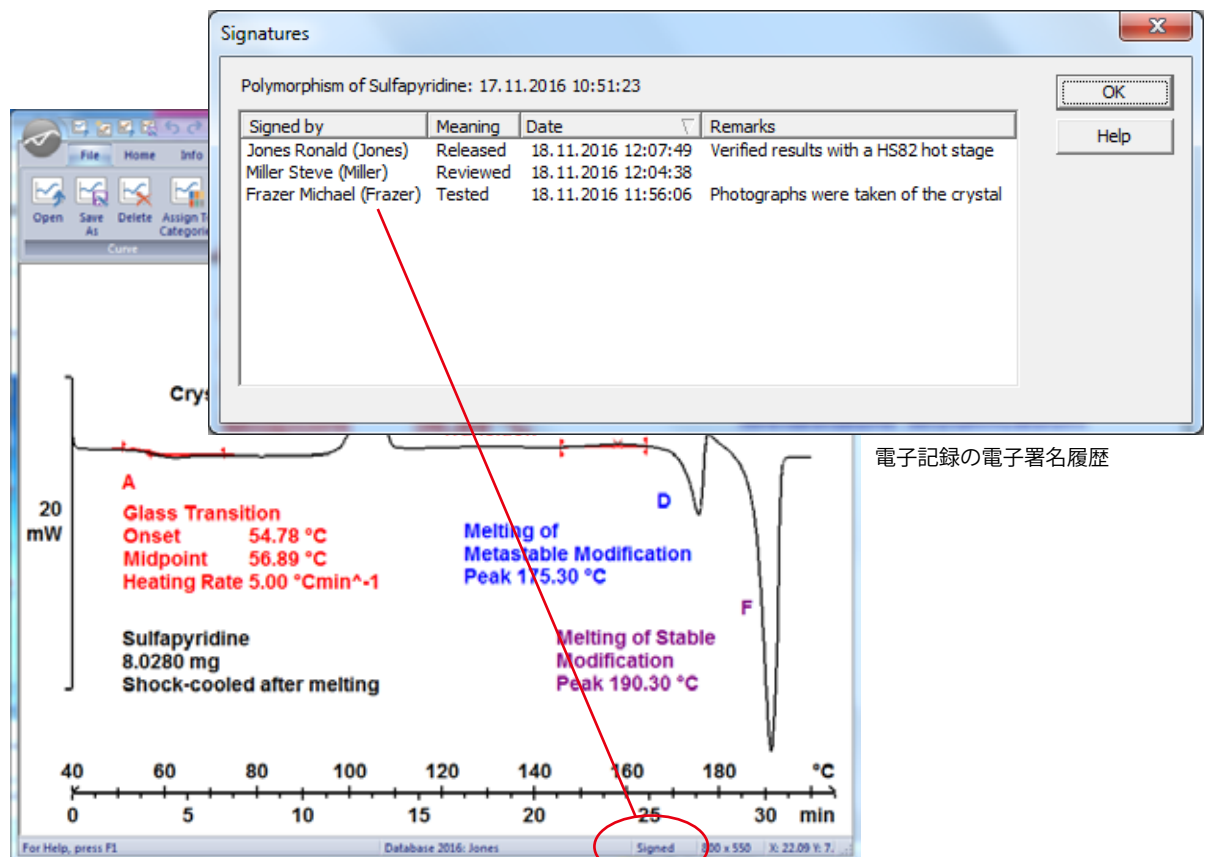 Signatures
Polymorphism of Sulfapyridine: 17.11.2016 10:51:23
OK
Help
Signed by Meaning Date Remarks
Jones Ronald (Jones) Released 18.11.2016 12:07:49 Verified results with a HS82 hot stage
Miller Steve (Miller) Reviewed 18.11.2016 12:04:38
Frazer Michael (Frazer) Tested 18.11.2016 11:56:06 Photographs were taken of the crystal
File Home Info
Open Save As Delete Assign Categorie
Curve
Crys
電子記録の電子署名履歴
20
mW
A
Glass Transition
Onset 54.78 °C
Midpoint 56.89 °C
Heating Rate 5.00 °Cmin^-1
D
Melting of
Metastable Modification
Peak 175.30 °C
F
Sulfapyridine
8.0280 mg
Shock-cooled after melting
Melting of Stable
Modification
Peak 190.30 °C
40 60 80 100 120 140 160 180 °C
0 5 10 15 20 25 30 min
For Help, press F1 Database 2016: Jones Signed 800 x 550 X: 22.09 Y: 7.